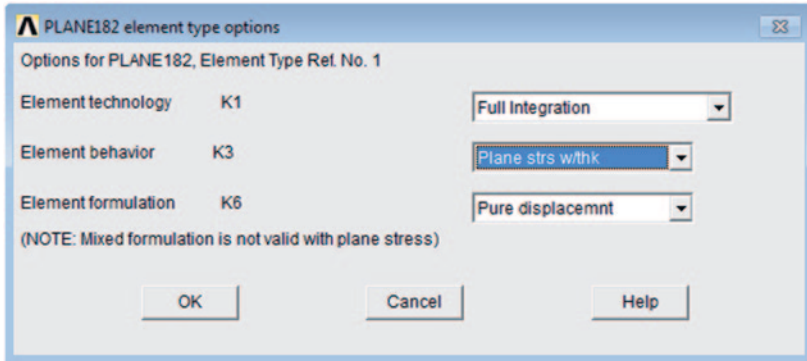 PLANE182 element type options
Options for PLANE182, Element Type Ref. No. 1
Element technology K1 Full Integration
Element behavior K3 Plane strs w/thk
Element formulation K6 Pure displacemnt
(NOTE: Mixed formulation is not valid with plane stress)
OK Cancel Help